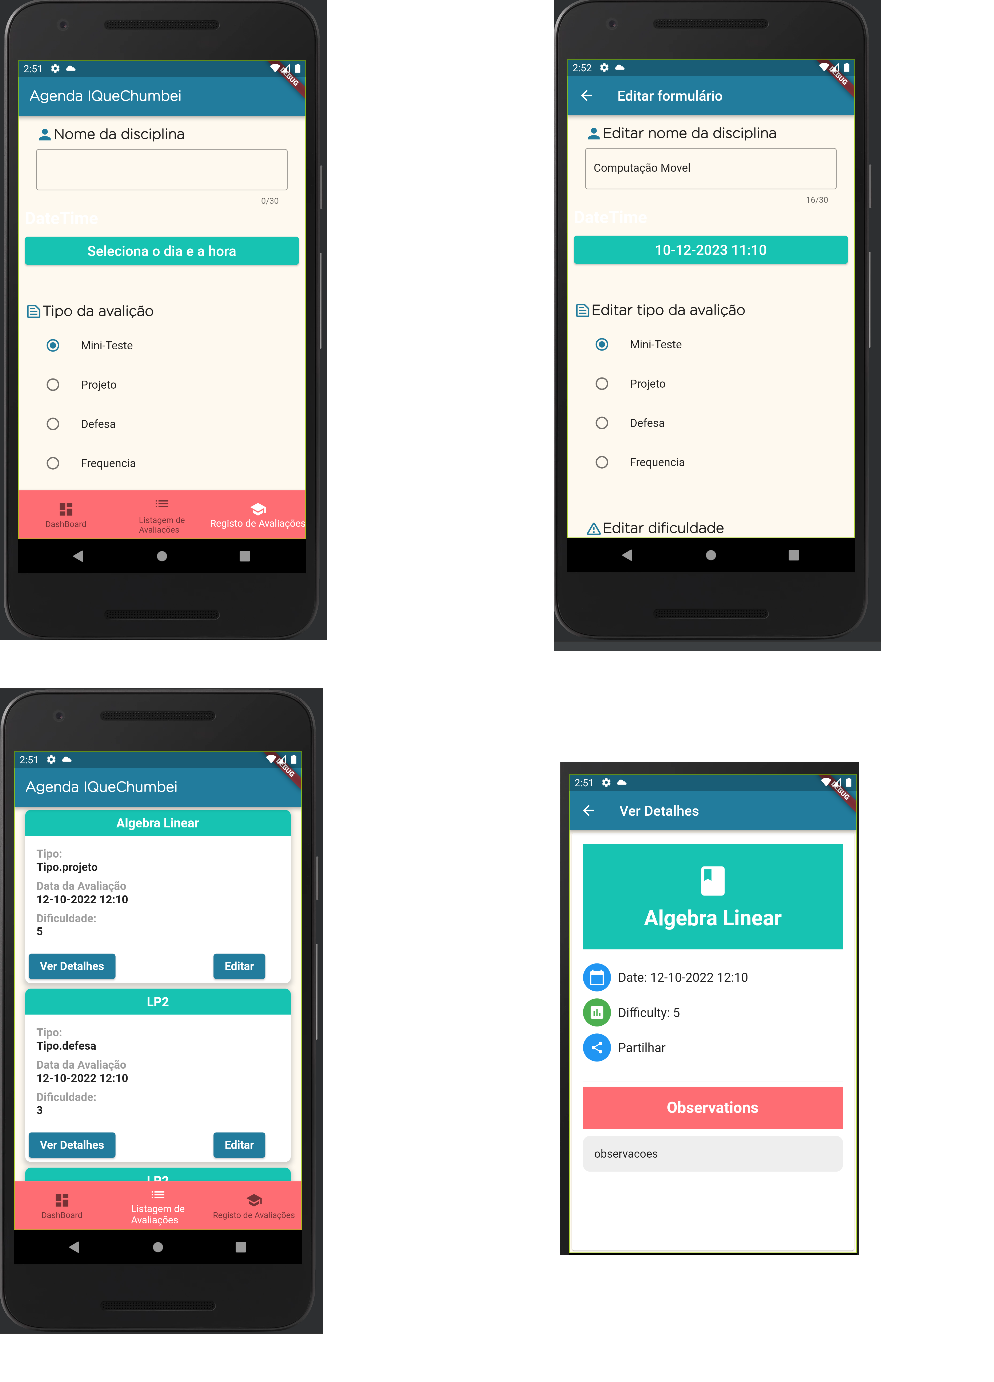 2:51
DEBUG
Agenda IQueChumbei
Nome da disciplina
0/30
DateTime
Seleciona o dia e a hora
Tipo da avalição
Mini-Teste
Projeto
Defesa
Frequencia
DashBoard
Listagem de
Avaliações
Registo de Avaliações
2:52
DEBUG
Editar formulário
Editar nome da disciplina
Computação Movel
16/30
DateTime
10-12-2023 11:10
Editar tipo da avalição
Mini-Teste
Projeto
Defesa
Frequencia
Editar dificuldade
2:51
DEBUG
Agenda IQueChumbei
Algebra Linear
Tipo:
Tipo.projeto
Data da Avaliação
12-10-2022 12:10
Dificuldade:
5
Ver Detalhes
Editar
LP2
Tipo:
Tipo.defesa
Data da Avaliação
12-10-2022 12:10
Dificuldade:
3
Ver Detalhes
Editar
LP2
DashBoard
Listagem de
Avaliações
Registo de Avaliações
2:51
DEBUG
Ver Detalhes
Algebra Linear
Date: 12-10-2022 12:10
Difficulty: 5
Partilhar
Observations
observacoes